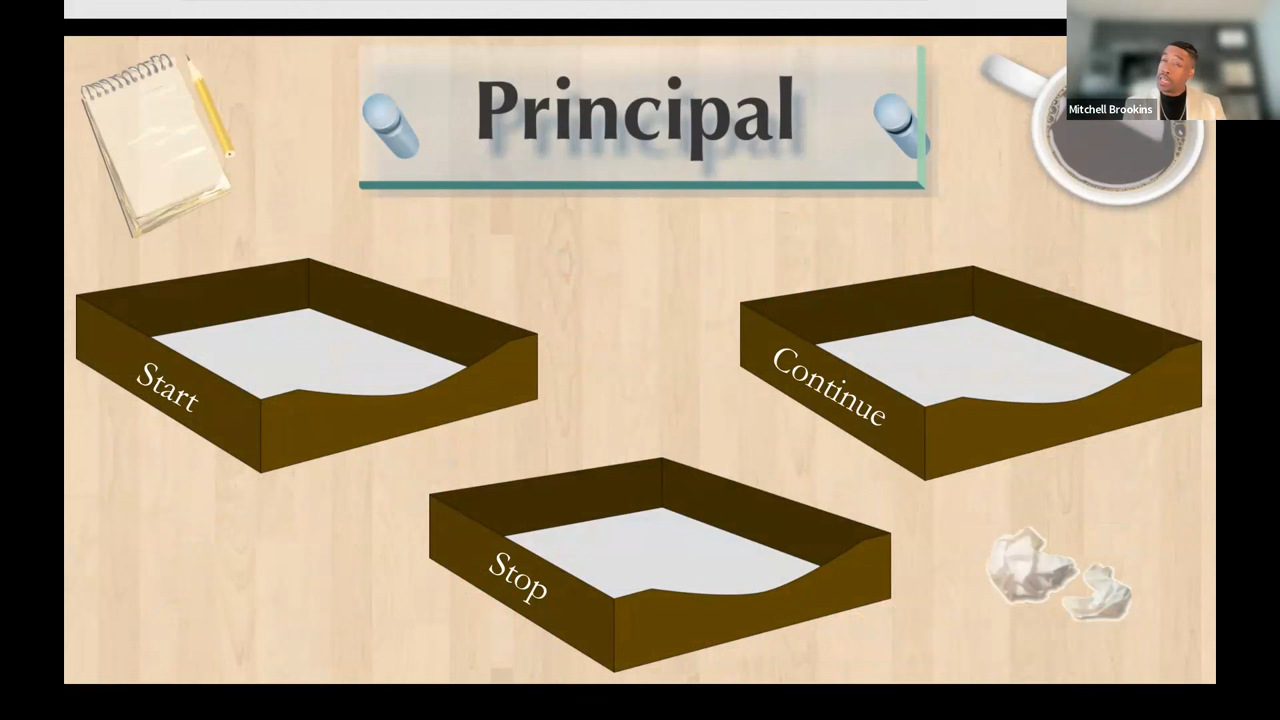 Principal
Mitchell Brookins
Start
Continue
Stop